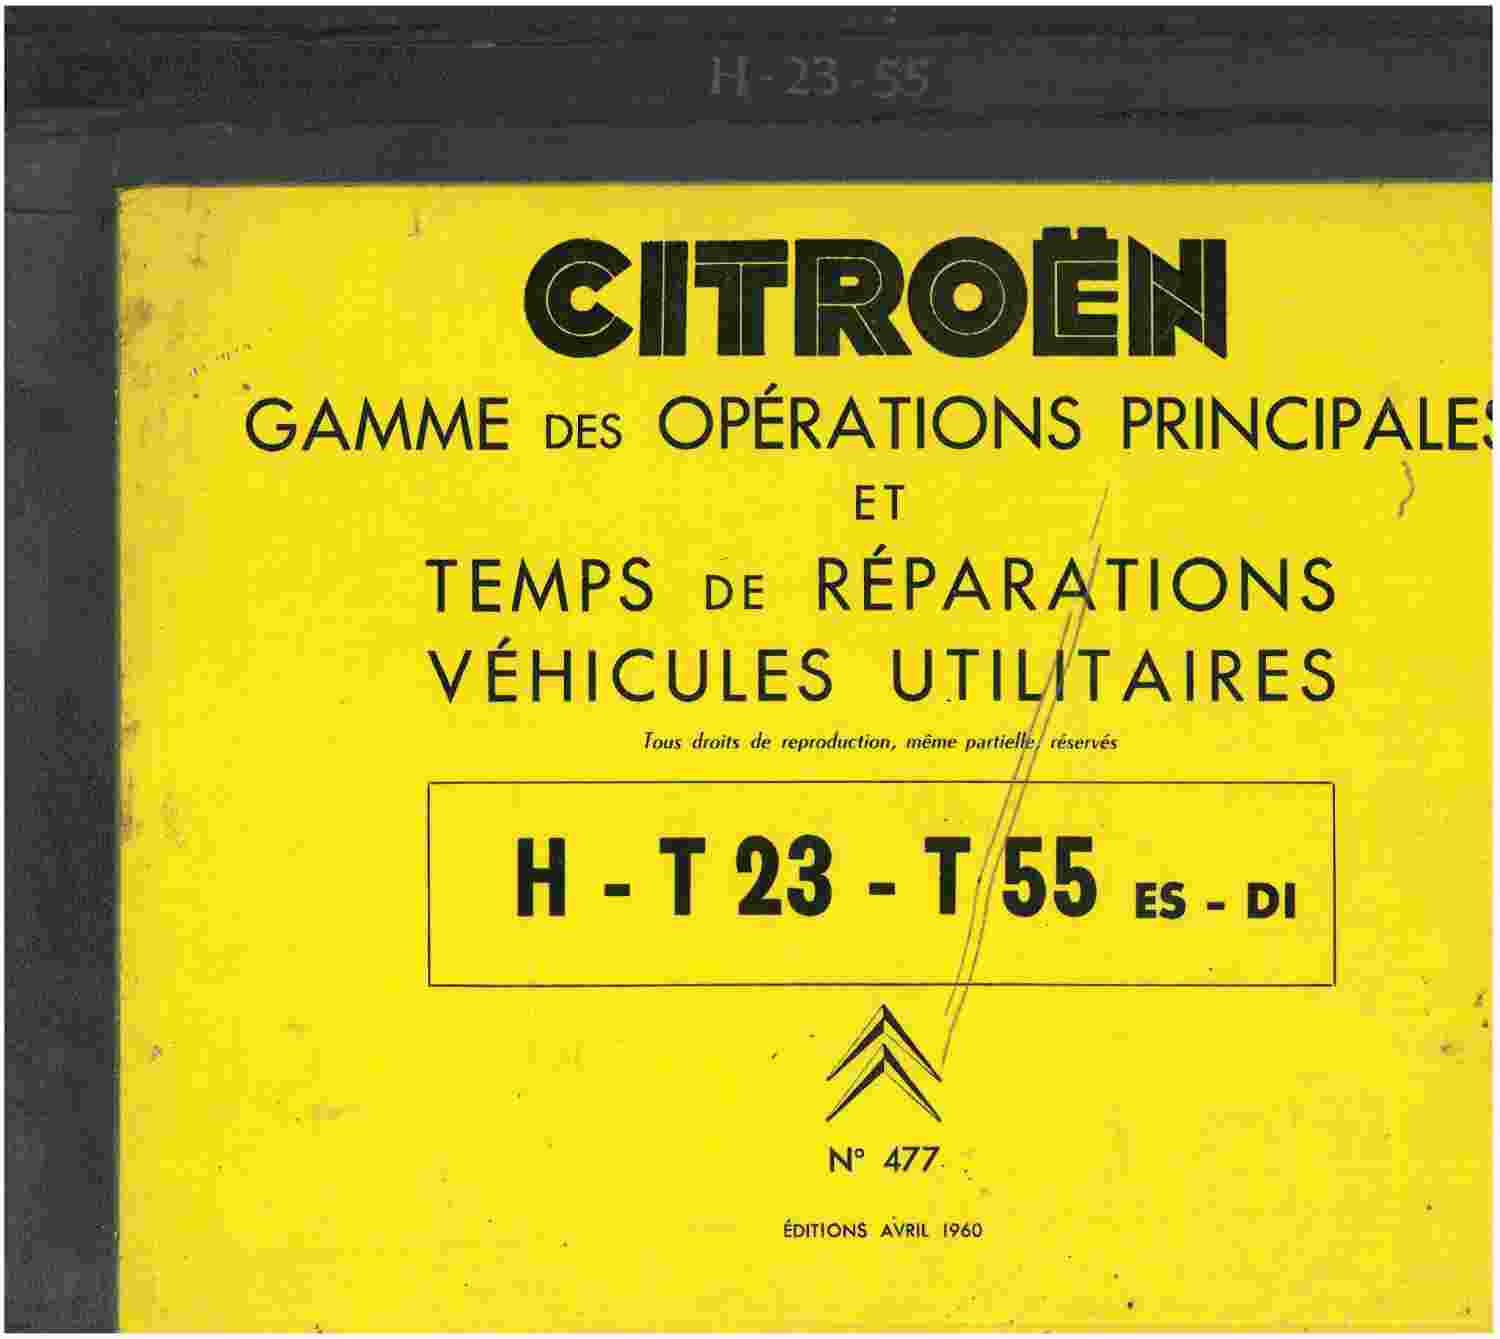 H - 23 - 55
CITROËN
GAMME DES OPÉRATIONS PRINCIPALES
ET
TEMPS DE RÉPARATIONS
VÉHICULES UTILITAIRES
Tous droits de reproduction, même partielle, réservés
H - T 23 - T 55 ES - DI
N° 477
ÉDITIONS AVRIL 1960